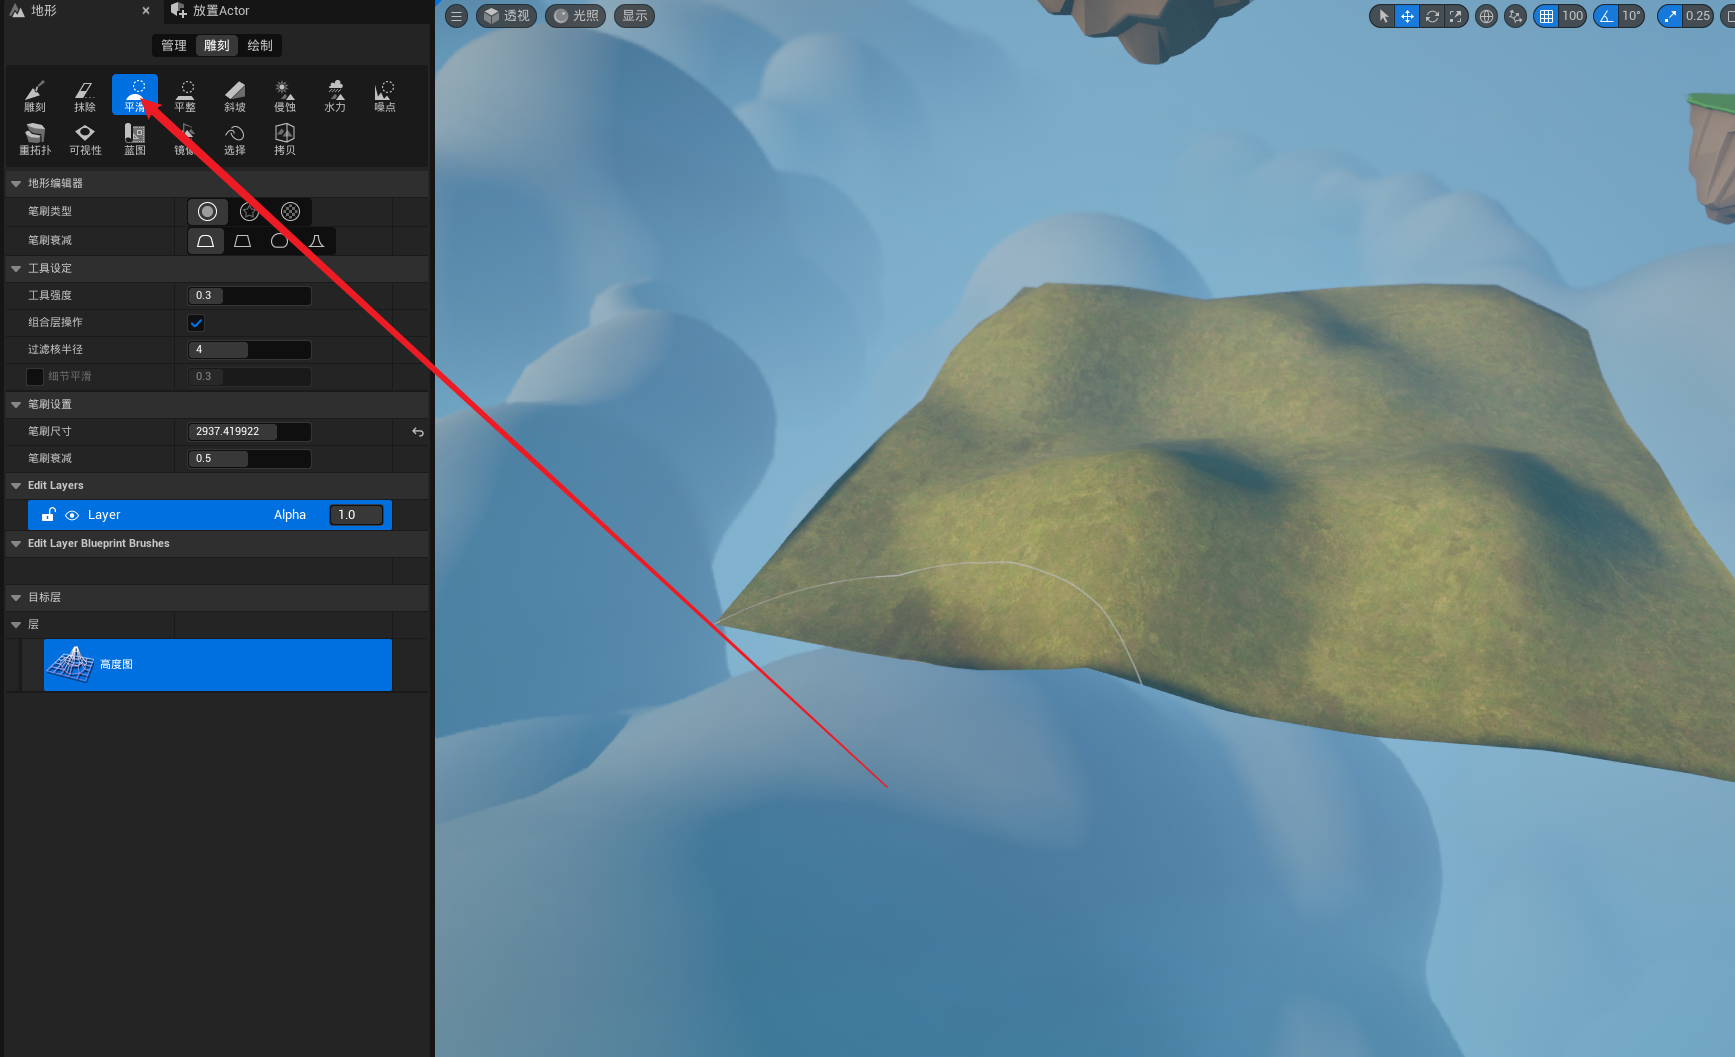 地形
放置Actor
透视
光照
显示
100
10°
0.25
管理 雕刻 绘制
雕刻 抹除 平滑 平整 斜坡 侵蚀 水力 噪点
重拓扑 可视性 蓝图 镜像 选择 拷贝
地形编辑器
笔刷类型
笔刷衰减
工具设定
工具强度 0.3
组合层操作
过滤核半径 4
细节平滑 0.3
笔刷设置
笔刷尺寸 2937.419922
笔刷衰减 0.5
Edit Layers
Layer Alpha 1.0
Edit Layer Blueprint Brushes
目标层
层
高度图